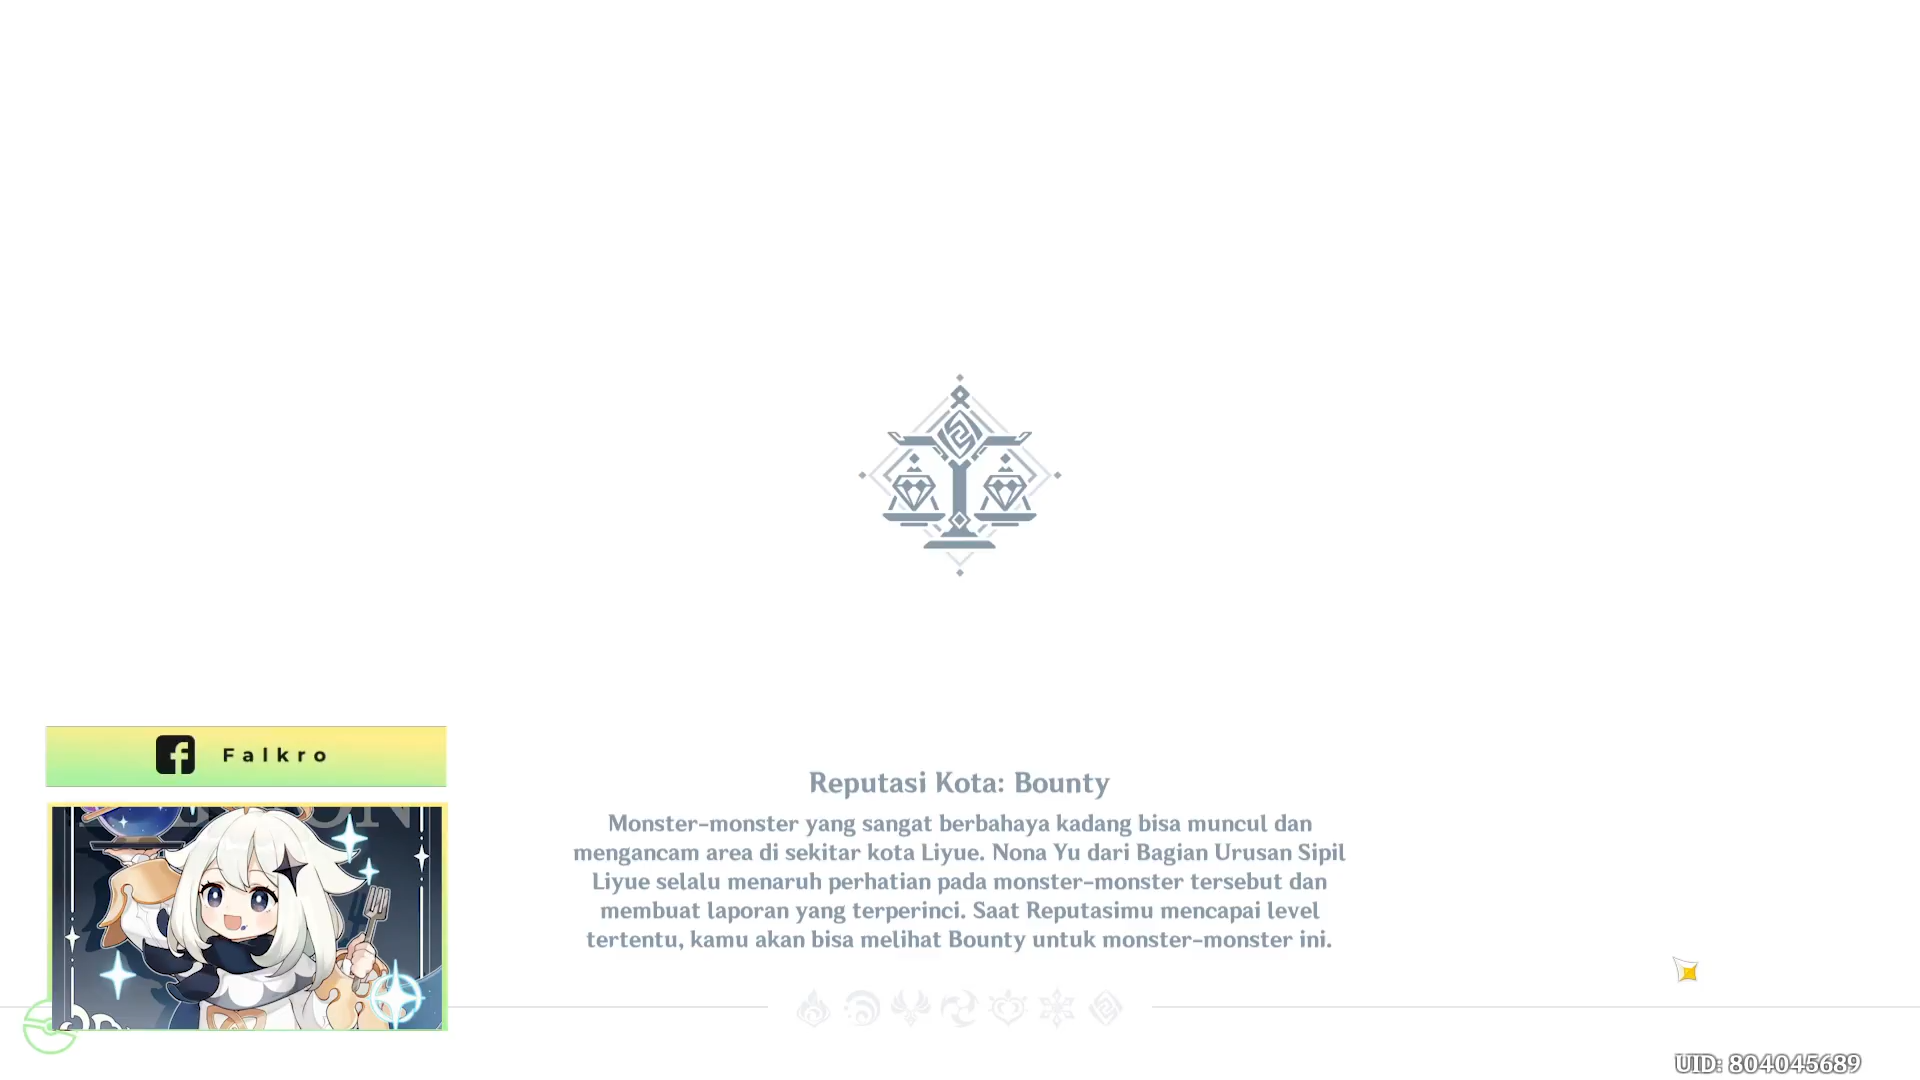 Falkro
Reputasi Kota: Bounty
Monster-monster yang sangat berbahaya kadang bisa muncul dan
mengancam area di sekitar kota Liyue. Nona Yu dari Bagian Urusan Sipil
Liyue selalu menaruh perhatian pada monster-monster tersebut dan
membuat laporan yang terperinci. Saat Reputasimu mencapai level
tertentu, kamu akan bisa melihat Bounty untuk monster-monster ini.
UID: 804045689